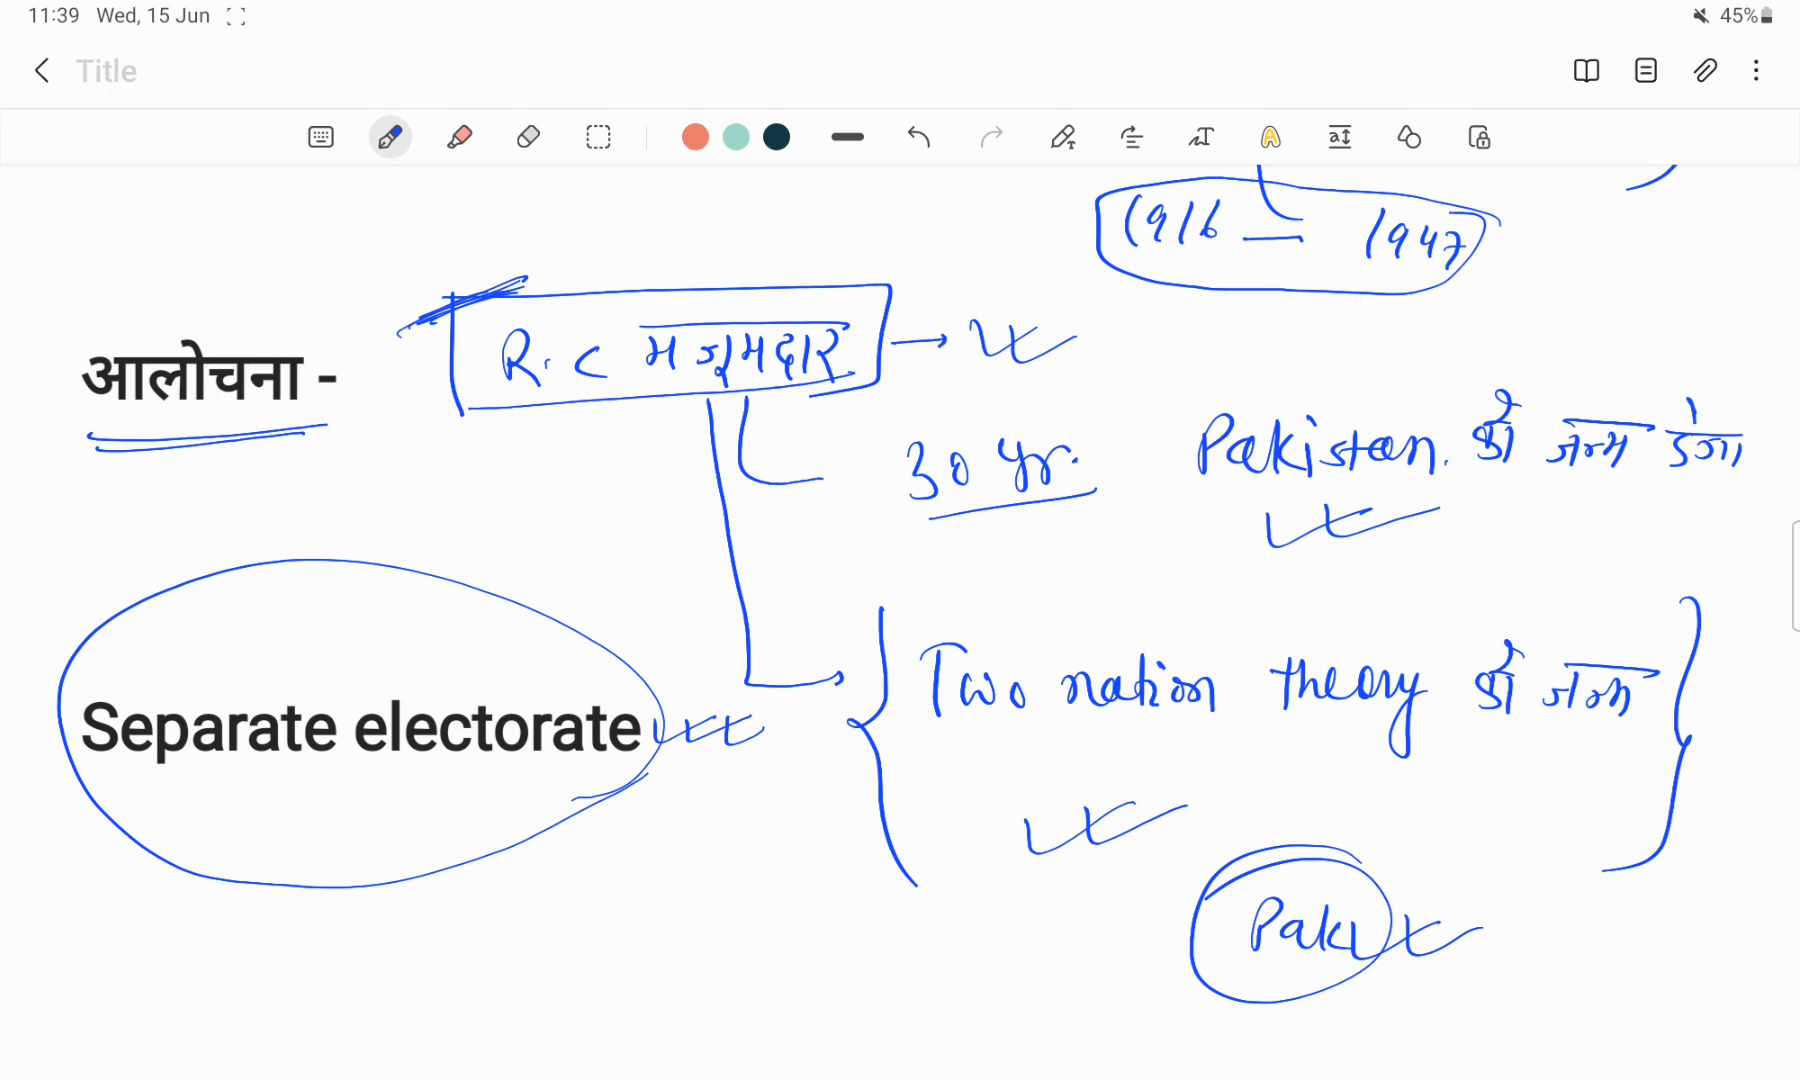 11:39 Wed, 15 Jun 45%
Title
1916 — 1947
आलोचना - R.C मजूमदार →
30 yr. Pakistan. को जन्म देगा
Two nation theory को जन्म
Separate electorate
Paki